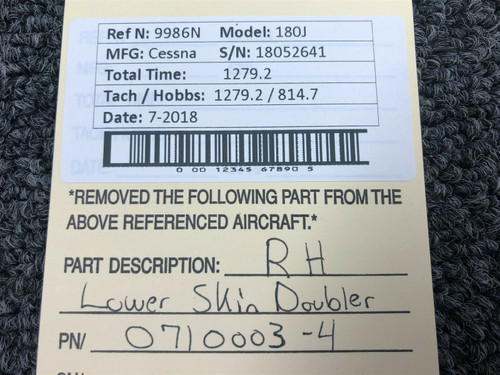 Ref N: 9986N Model: 180J
MFG: Cessna S/N: 18052641
Total Time: 1279.2
Tach / Hobbs: 1279.2 / 814.7
Date: 7-2018
0 00 12345 67890 5
*REMOVED THE FOLLOWING PART FROM THE
ABOVE REFERENCED AIRCRAFT.*
PART DESCRIPTION: RH
Lower Skin Doubler
PN/ 0710003-4